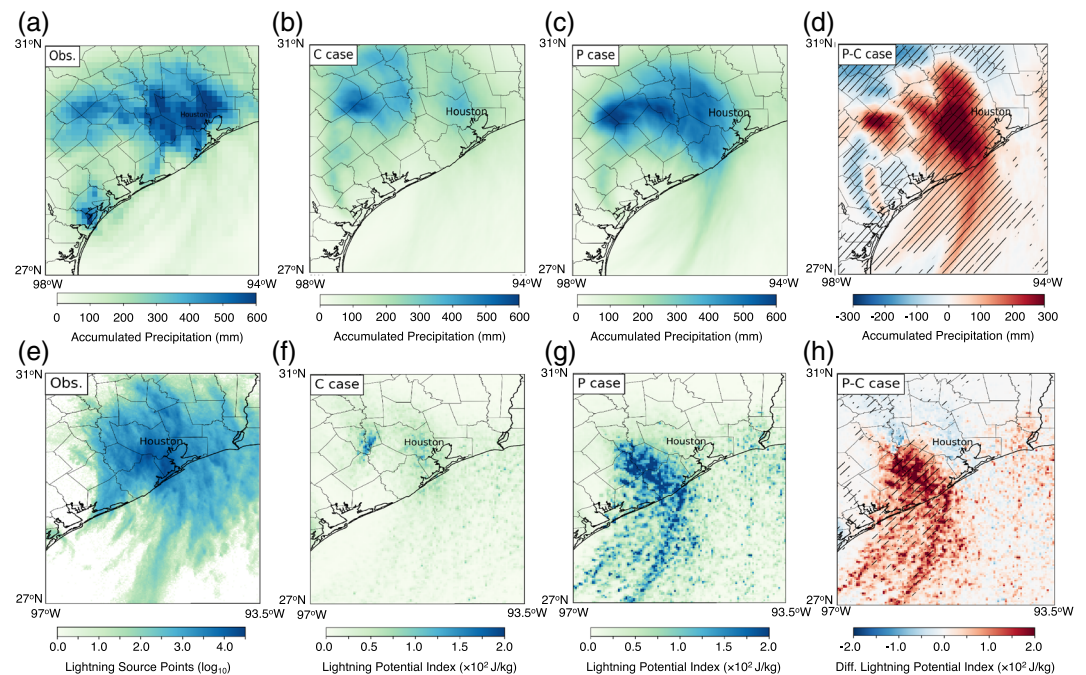 (a)
(b)
(c)
(d)
31°N
31°N
31°N
31°N
Obs.
C case
P case
P-C case
Houston
Houston
Houston
Houston
27°N
27°N
27°N
27°N
98°W
94°W
98°W
94°W
98°W
94°W
98°W
94°W
0 100 200 300 400 500 600
0 100 200 300 400 500 600
0 100 200 300 400 500 600
-300 -200 -100 0 100 200 300
Accumulated Precipitation (mm)
Accumulated Precipitation (mm)
Accumulated Precipitation (mm)
Accumulated Precipitation (mm)
(e)
(f)
(g)
(h)
31°N
31°N
31°N
31°N
Obs.
C case
P case
P-C case
Houston
Houston
Houston
Houston
27°N
27°N
27°N
27°N
97°W
93.5°W
97°W
93.5°W
97°W
93.5°W
97°W
93.5°W
0.0 1.0 2.0 3.0 4.0
0 0.5 1.0 1.5 2.0
0 0.5 1.0 1.5 2.0
-2.0 -1.0 0 1.0 2.0
Lightning Source Points (log₁₀)
Lightning Potential Index (×10² J/kg)
Lightning Potential Index (×10² J/kg)
Diff. Lightning Potential Index (×10² J/kg)